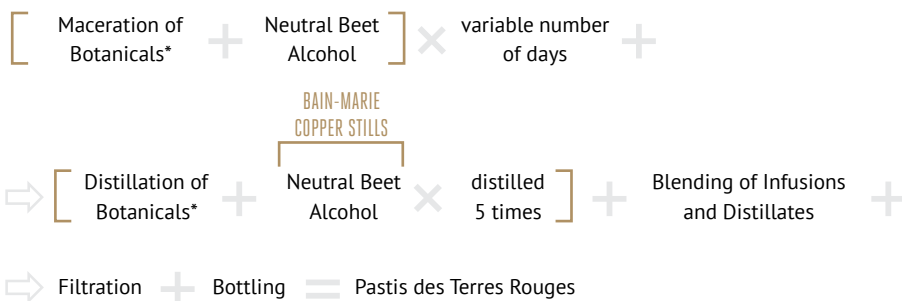 Maceration of Neutral Beet variable number
Botanicals* + Alcohol × of days +
BAIN-MARIE
COPPER STILLS
Distillation of Neutral Beet distilled Blending of Infusions
Botanicals* + Alcohol × 5 times + and Distillates +
Filtration + Bottling = Pastis des Terres Rouges